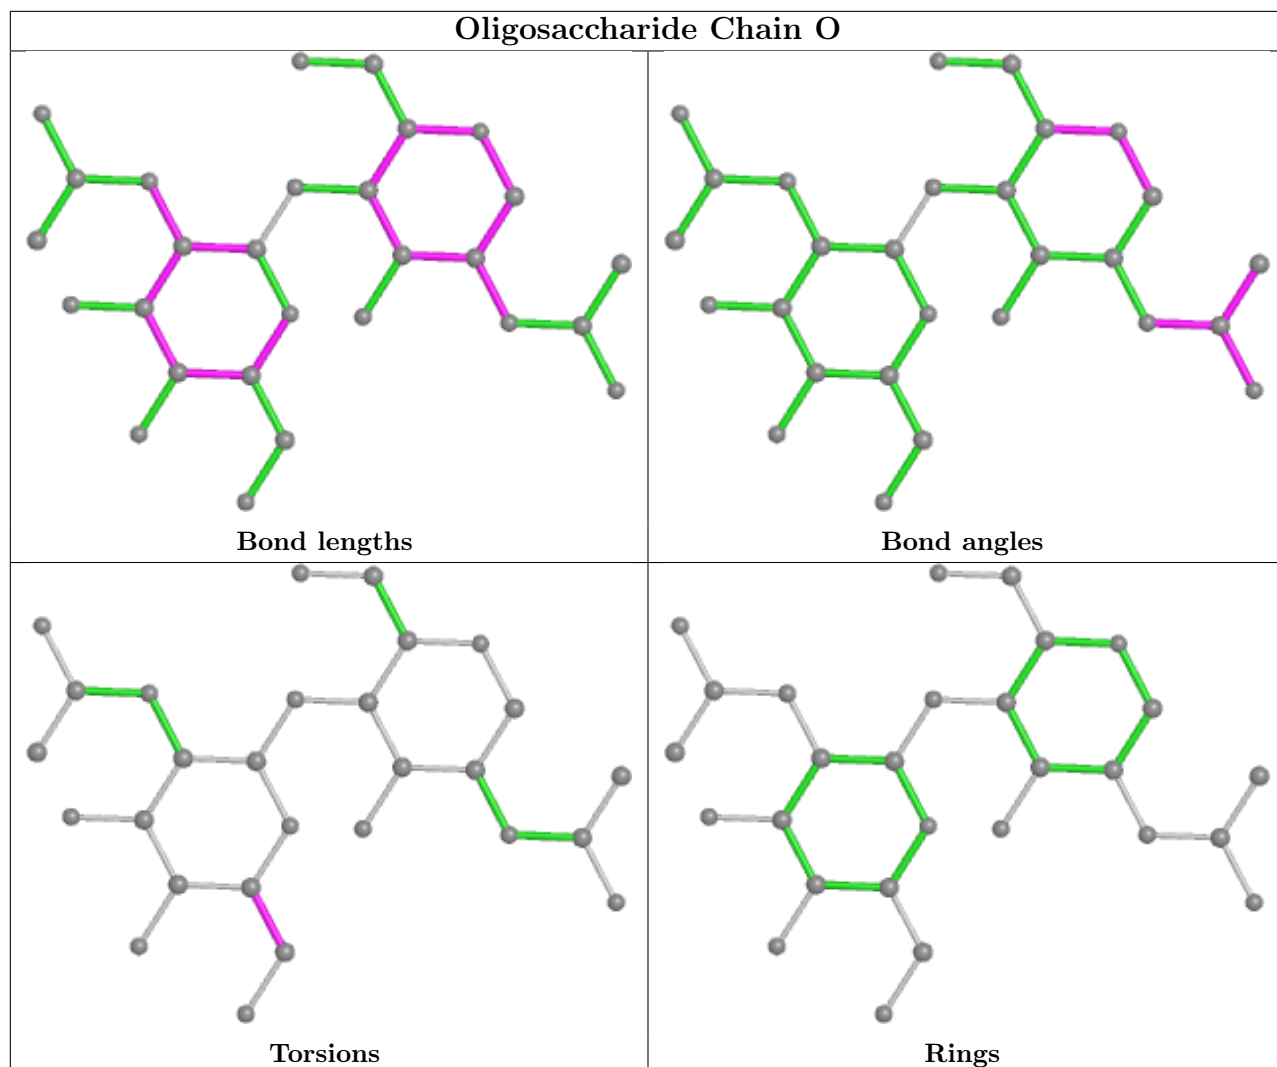 Oligosaccharide Chain O
Bond lengths
Bond angles
Torsions
Rings